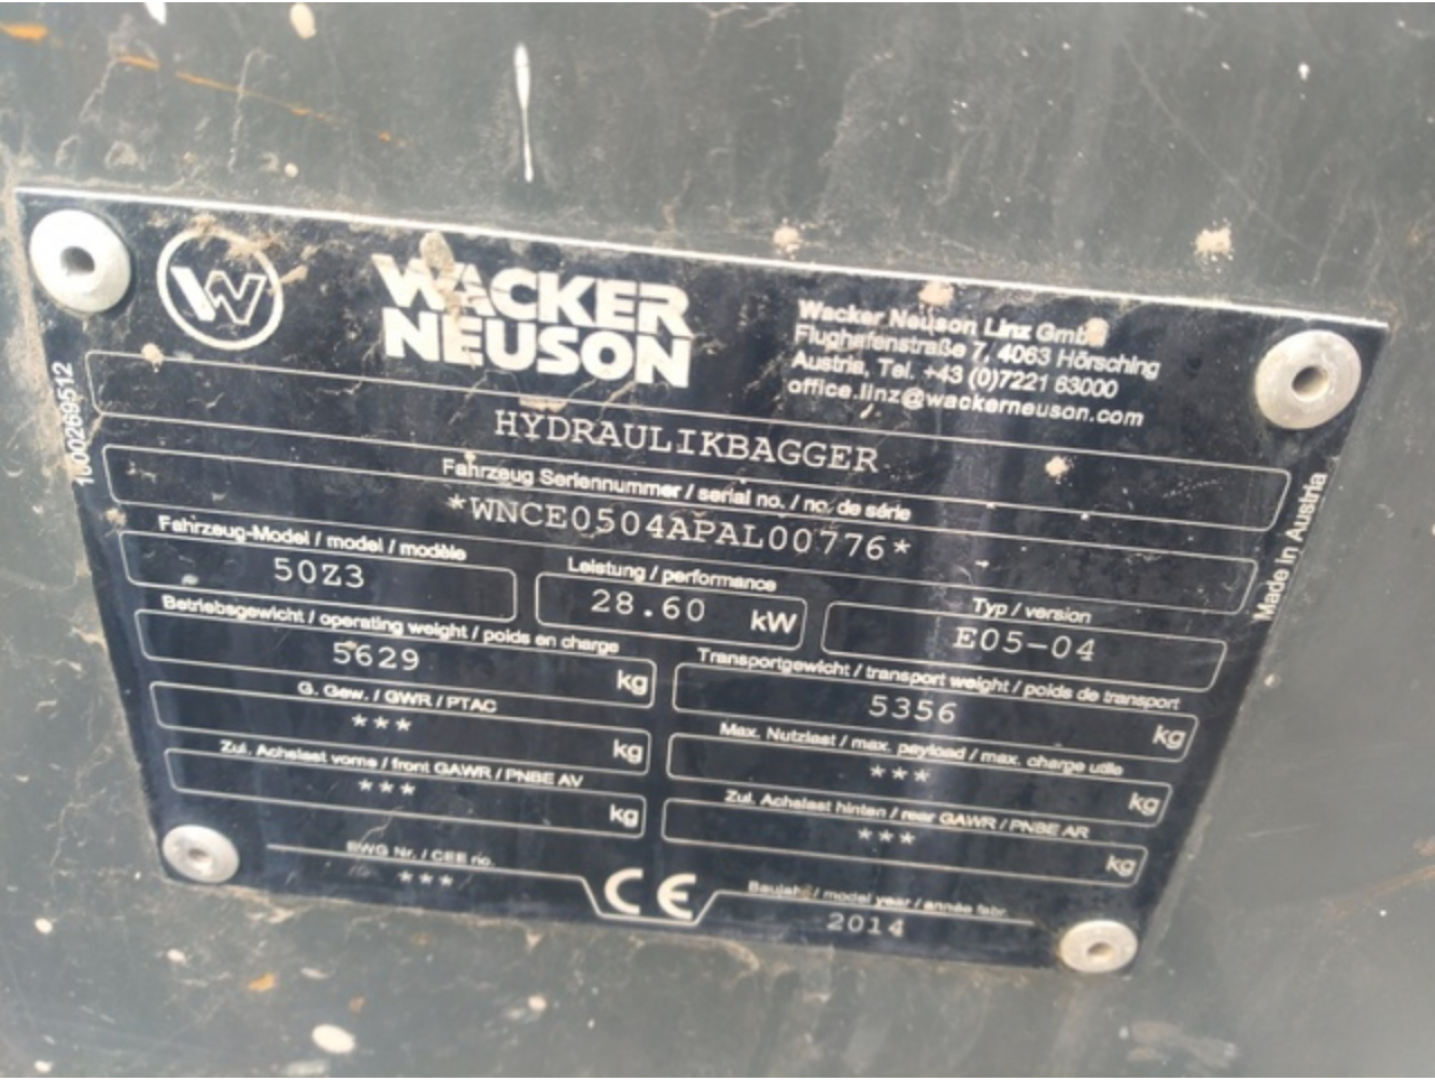 W
WACKER
NEUSON
Wacker Neuson Linz GmbH
Flughafenstraße 7, 4063 Hörsching
Austria, Tel. +43 (0)7221 63000
office.linz@wackerneuson.com
1000269512
HYDRAULIKBAGGER
Fahrzeug Seriennummer / serial no. / no. de série
*WNCE0504APAL00776*
Fahrzeug-Model / model / modèle
50Z3
Leistung / performance
28.60 kW
Typ / version
E05-04
Betriebsgewicht / operating weight / poids en charge
5629 kg
Transportgewicht / transport weight / poids de transport
5356 kg
G. Gew. / GWR / PTAC
*** kg
Max. Nutzlast / max. payload / max. charge utile
*** kg
Zul. Achslast vorne / front GAWR / PNBE AV
*** kg
Zul. Achslast hinten / rear GAWR / PNBE AR
*** kg
EWG Nr. / CEE no.
***
CE
Baujahr / model year / année fabr.
2014
Made in Austria